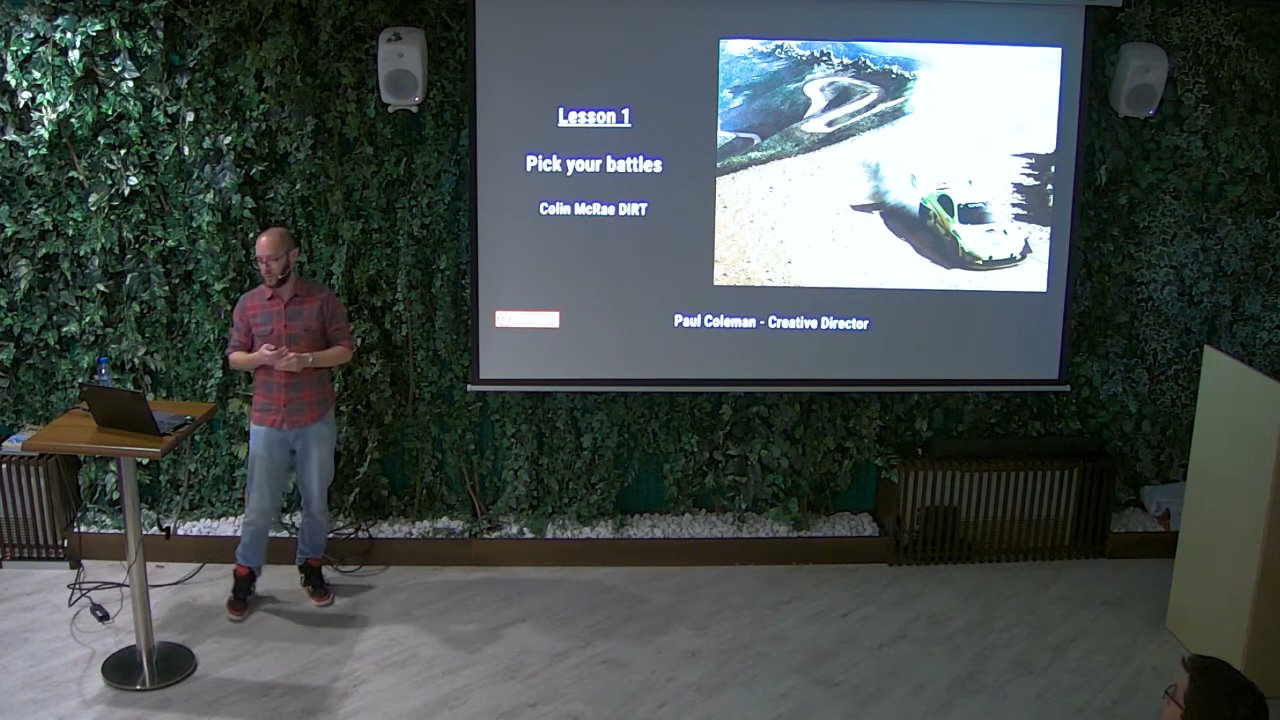 Lesson 1
Pick your battles
Colin McRae DIRT
Paul Coleman - Creative Director